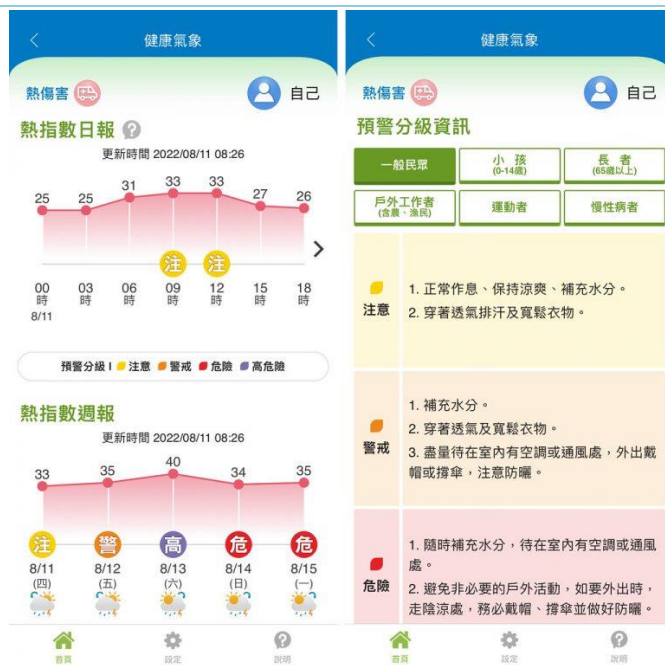 健康氣象
熱傷害
自己
熱指數日報
更新時間 2022/08/11 08:26
25 25 31 33 33 27 26
注 注
00時 03時 06時 09時 12時 15時 18時
8/11
預警分級 | 注意 警戒 危險 高危險
熱指數週報
更新時間 2022/08/11 08:26
33 35 40 34 35
注 警 高 危 危
8/11 8/12 8/13 8/14 8/15
(四) (五) (六) (日) (一)
首頁 設定 說明
健康氣象
熱傷害
自己
預警分級資訊
一般民眾
小 孩
(0-14歲)
長 者
(65歲以上)
戶外工作者
(含農、漁民)
運動者
慢性病者
注意
1. 正常作息、保持涼爽、補充水分。
2. 穿著透氣排汗及寬鬆衣物。
警戒
1. 補充水分。
2. 穿著透氣及寬鬆衣物。
3. 盡量待在室內有空調或通風處，外出戴
帽或撐傘，注意防曬。
危險
1. 隨時補充水分，待在室內有空調或通風
處。
2. 避免非必要的戶外活動，如要外出時，
走陰涼處，務必戴帽、撐傘並做好防曬。
首頁 設定 說明